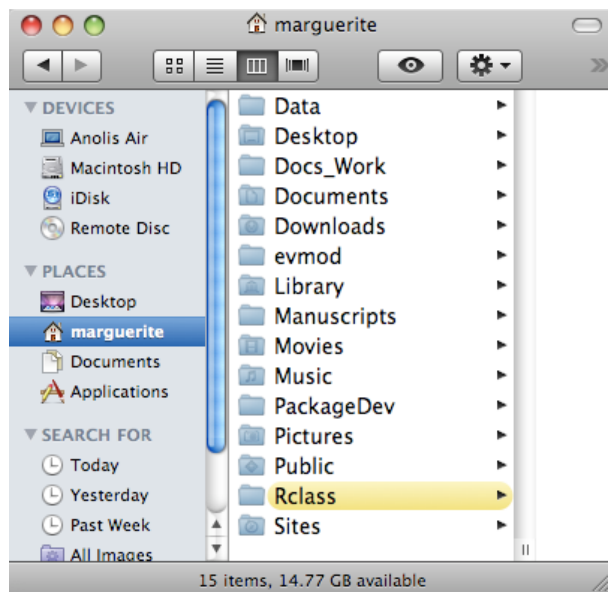 marguerite
DEVICES
Anolis Air
Macintosh HD
iDisk
Remote Disc
PLACES
Desktop
marguerite
Documents
Applications
SEARCH FOR
Today
Yesterday
Past Week
All Images
Data
Desktop
Docs_Work
Documents
Downloads
evmod
Library
Manuscripts
Movies
Music
PackageDev
Pictures
Public
Rclass
Sites
15 items, 14.77 GB available